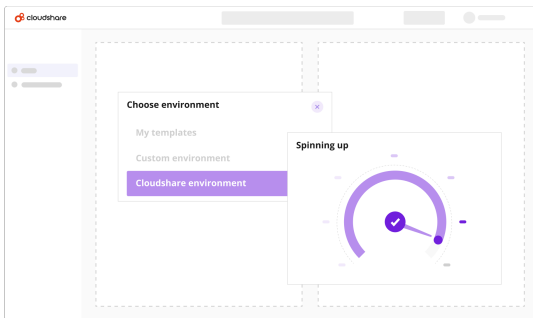 cloudshare
Choose environment
My templates
Custom environment
Cloudshare environment
Spinning up